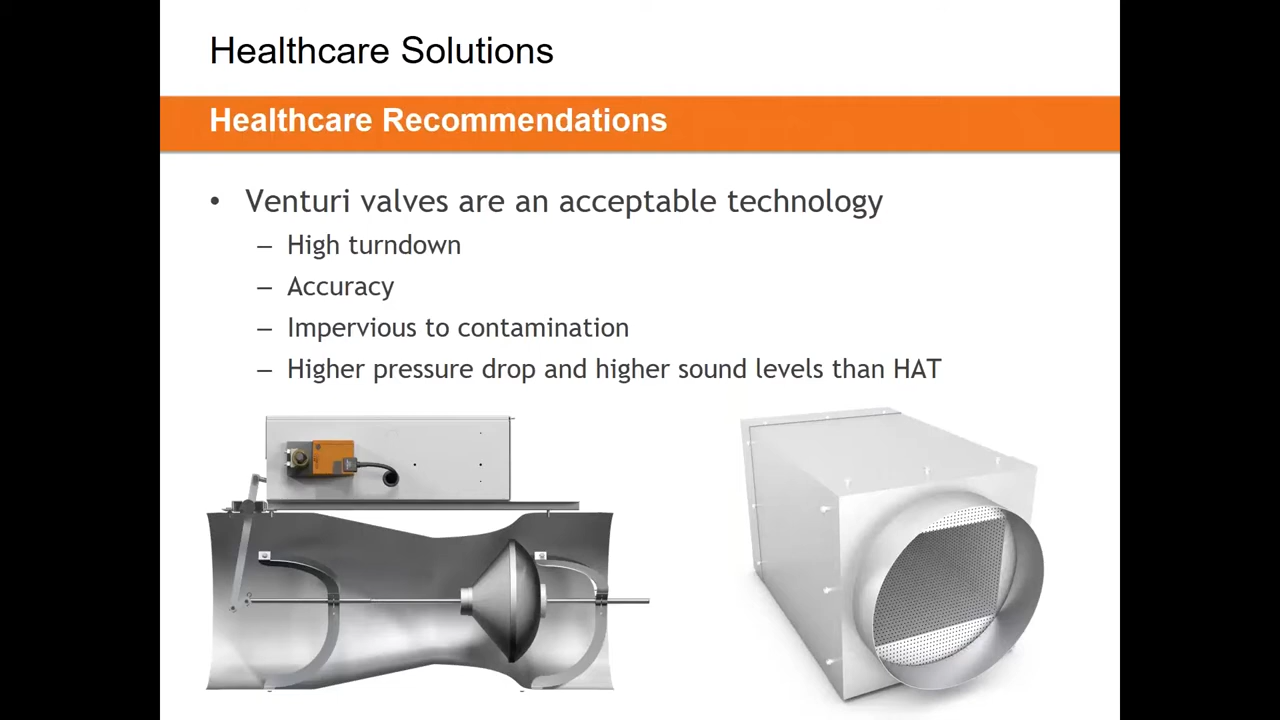 Healthcare Solutions
Healthcare Recommendations
• Venturi valves are an acceptable technology
– High turndown
– Accuracy
– Impervious to contamination
– Higher pressure drop and higher sound levels than HAT